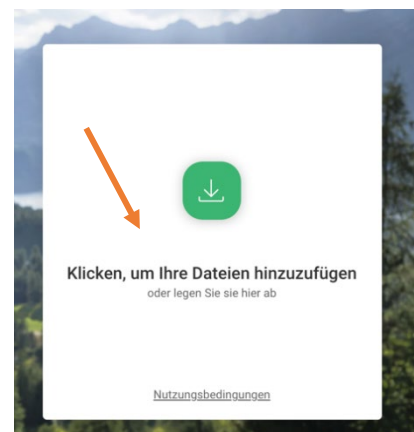 Klicken, um Ihre Dateien hinzuzufügen
oder legen Sie sie hier ab
Nutzungsbedingungen